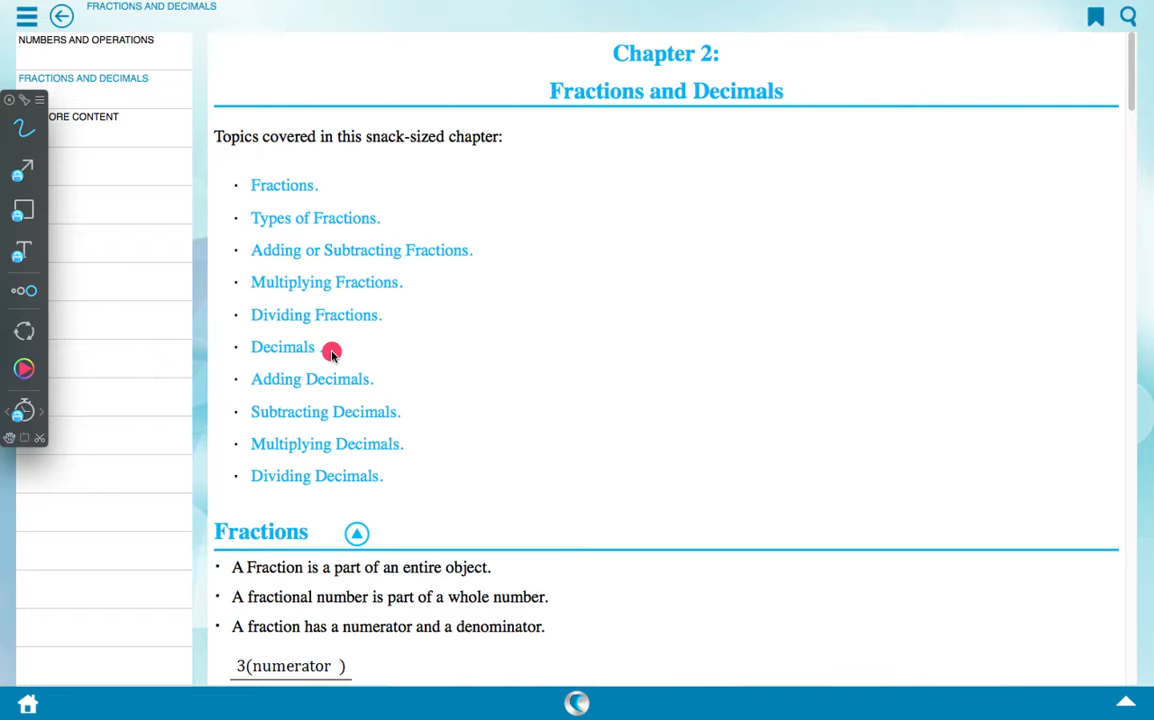 FRACTIONS AND DECIMALS
NUMBERS AND OPERATIONS
FRACTIONS AND DECIMALS
ORE CONTENT
Chapter 2:
Fractions and Decimals
Topics covered in this snack-sized chapter:
· Fractions.
· Types of Fractions.
· Adding or Subtracting Fractions.
· Multiplying Fractions.
· Dividing Fractions.
· Decimals .
· Adding Decimals.
· Subtracting Decimals.
· Multiplying Decimals.
· Dividing Decimals.
Fractions
· A Fraction is a part of an entire object.
· A fractional number is part of a whole number.
· A fraction has a numerator and a denominator.
3(numerator )